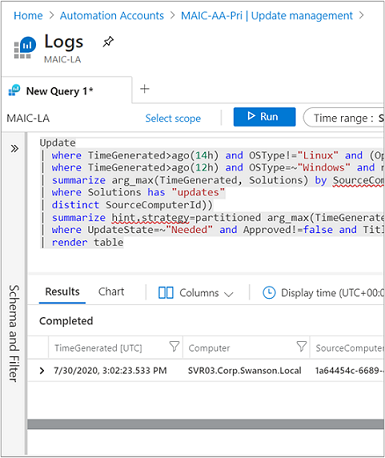 Home > Automation Accounts > MAIC-AA-Pri | Update management >
Logs
MAIC-LA
New Query 1* +
MAIC-LA Select scope Run Time range : S
» Update
| where TimeGenerated>ago(14h) and OSType!="Linux" and (Op
| where TimeGenerated>ago(12h) and OSType=~"Windows" and n
| summarize arg_max(TimeGenerated, Solutions) by SourceCom
| where Solutions has "updates"
| distinct SourceComputerId))
| summarize hint.strategy=partitioned arg_max(TimeGenerate
| where UpdateState=~"Needed" and Approved!=false and Titl
| render table
Schema and Filter
Results Chart Columns Display time (UTC+00:
Completed
TimeGenerated [UTC] Computer SourceComputer
> 7/30/2020, 3:02:23.533 PM SVR03.Corp.Swanson.Local 1a64454c-6689-